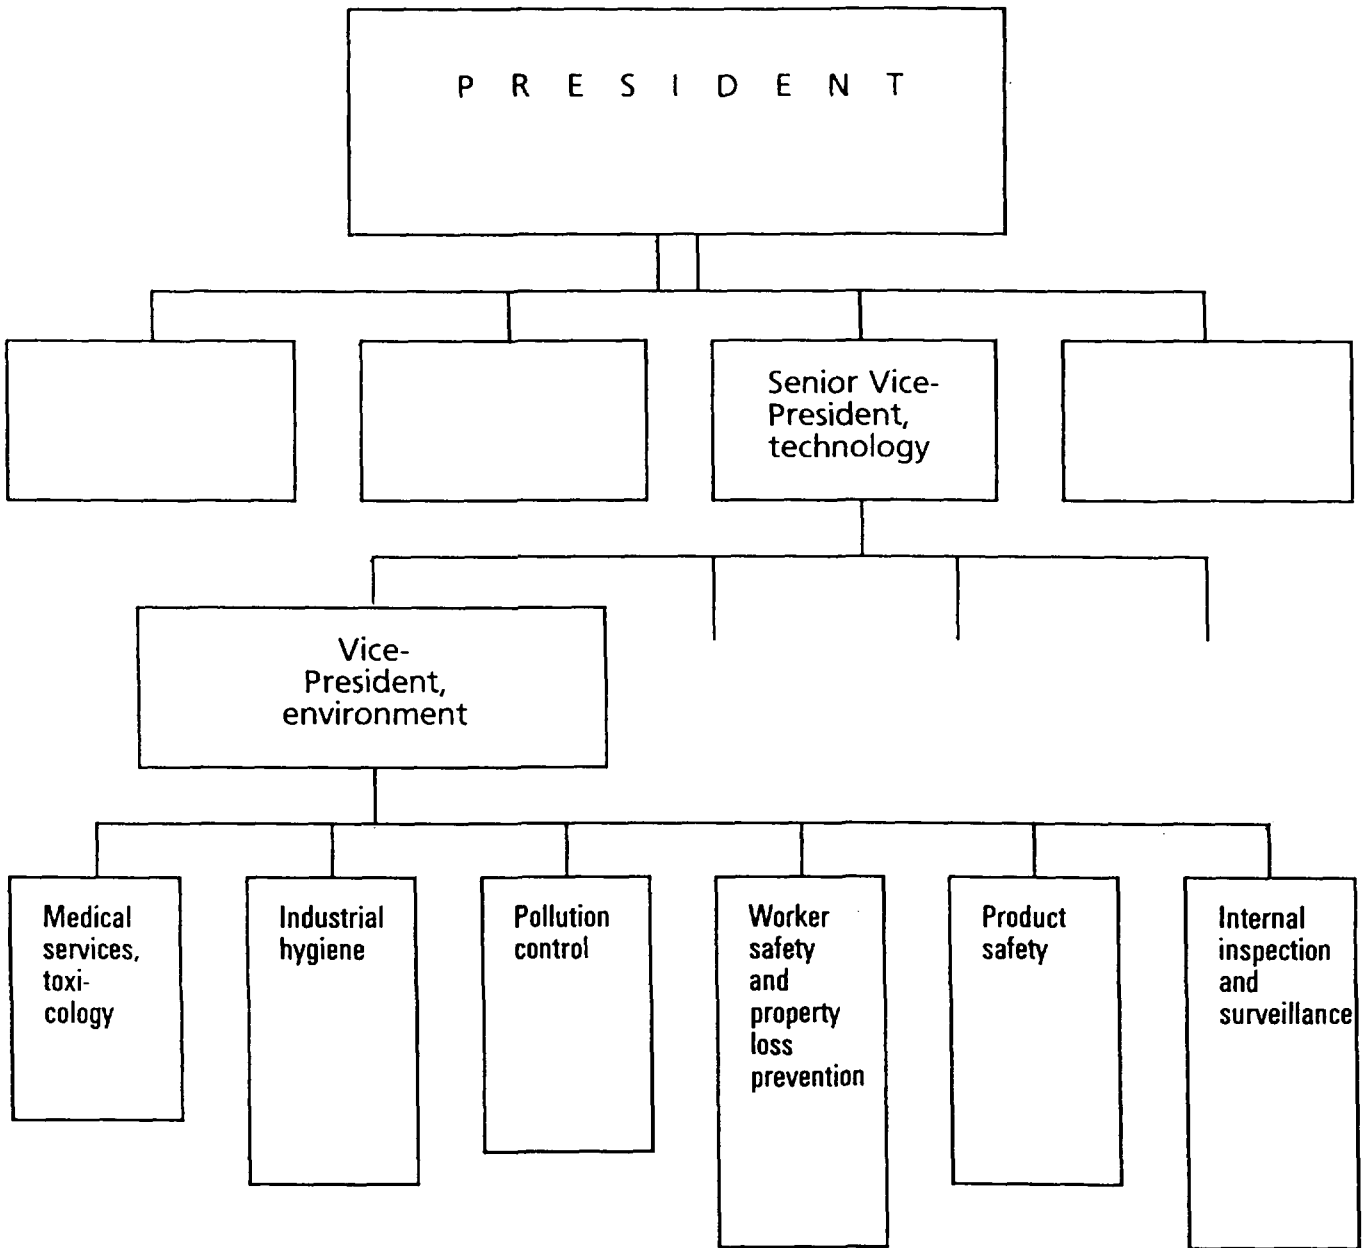 P R E S I D E N T
Senior Vice-
President,
technology
Vice-
President,
environment
Medical
services,
toxi-
cology
Industrial
hygiene
Pollution
control
Worker
safety
and
property
loss
prevention
Product
safety
Internal
inspection
and
surveillance